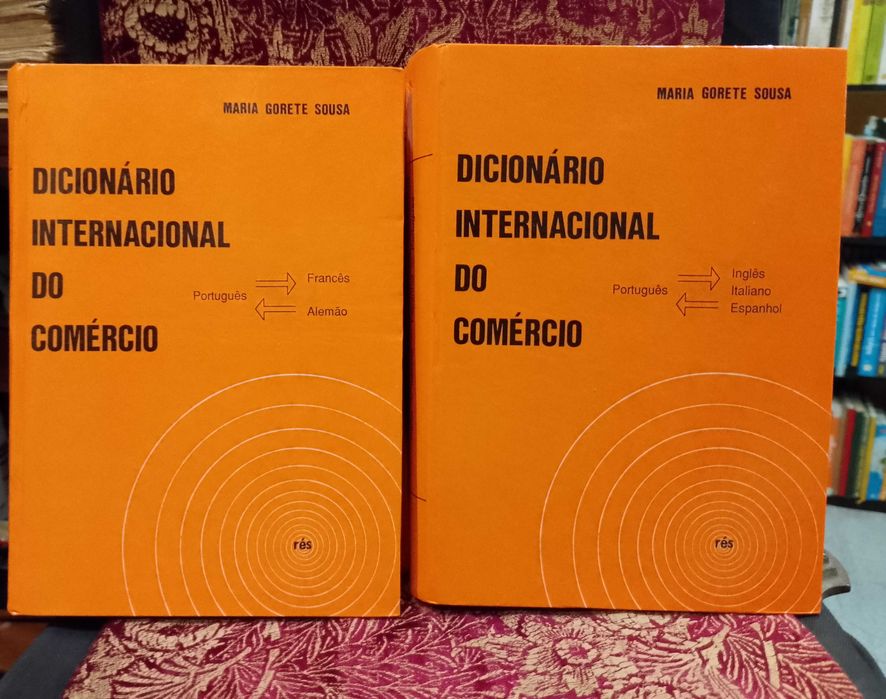 MARIA GORETE SOUSA
DICIONÁRIO
INTERNACIONAL
DO
COMÉRCIO
Português
Francês
Alemão
rés
MARIA GORETE SOUSA
DICIONÁRIO
INTERNACIONAL
DO
COMÉRCIO
Português
Inglês
Italiano
Espanhol
rés